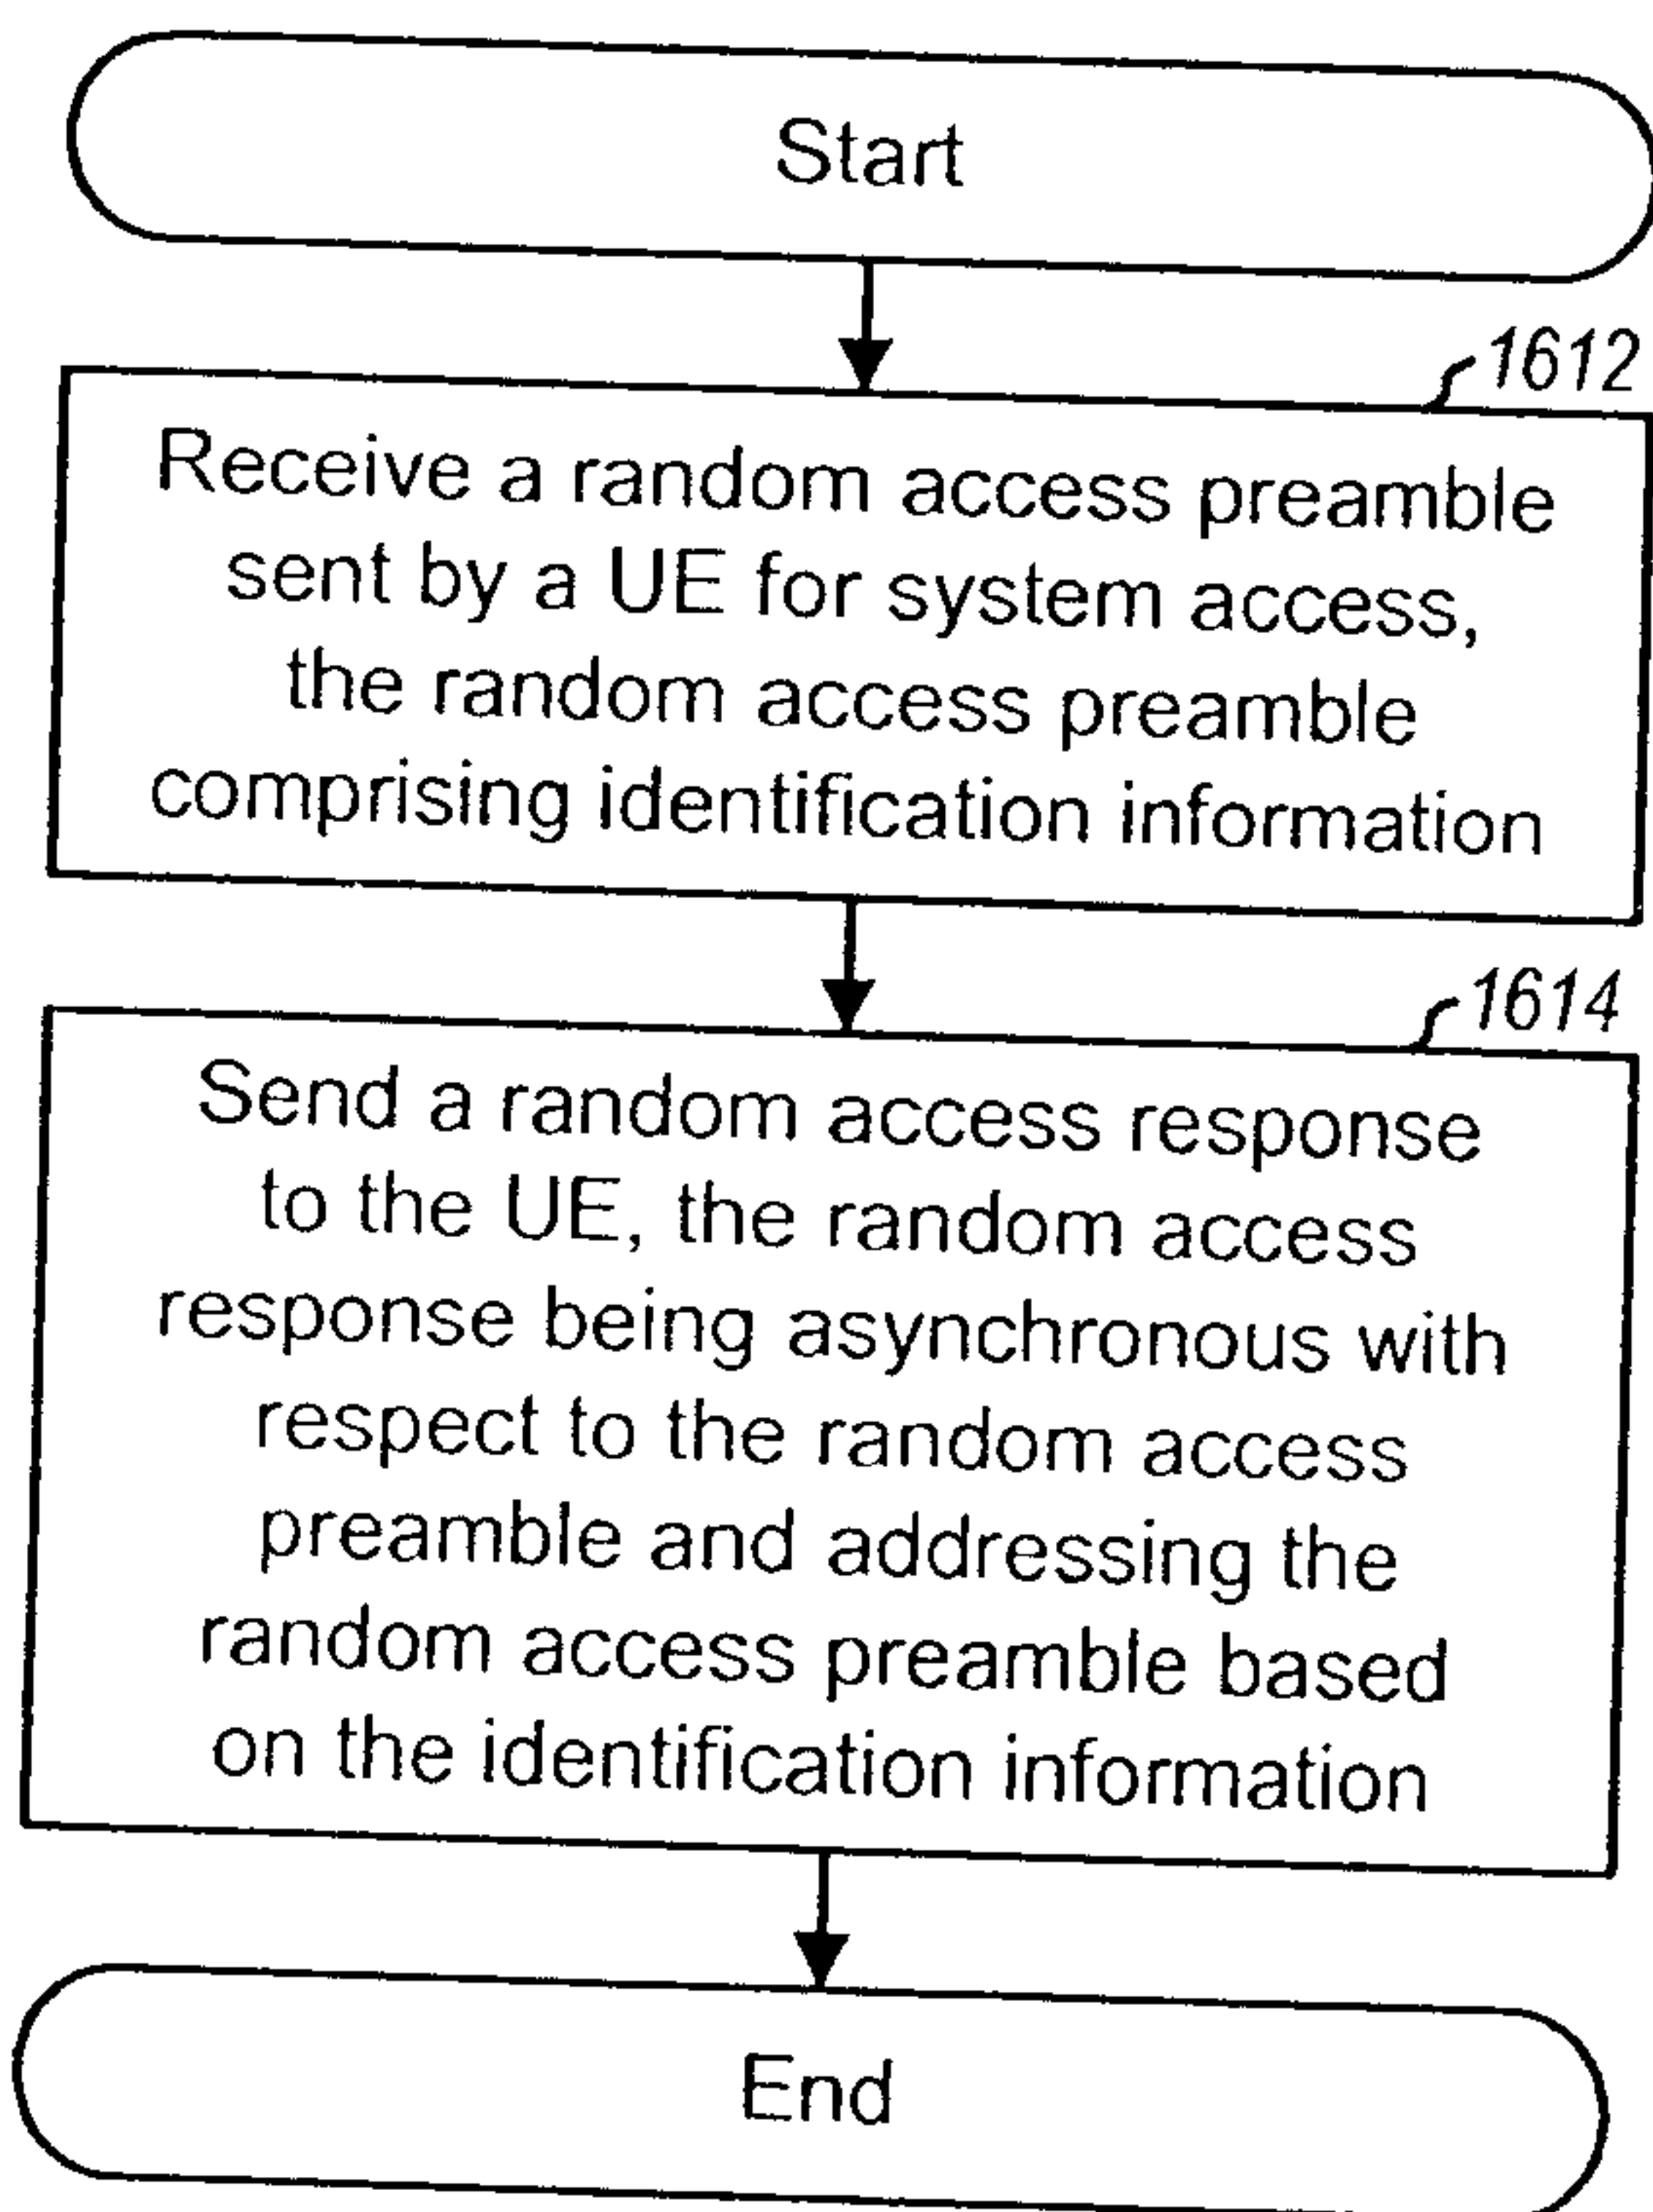 Start
1612
Receive a random access preamble
sent by a UE for system access,
the random access preamble
comprising identification information
1614
Send a random access response
to the UE, the random access
response being asynchronous with
respect to the random access
preamble and addressing the
random access preamble based
on the identification information
End